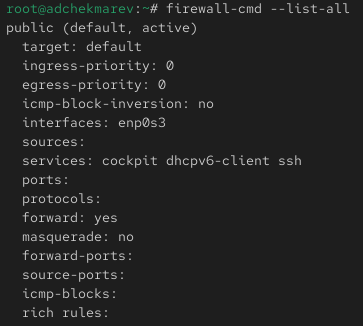 root@adchekmarev:~# firewall-cmd --list-all
public (default, active)
  target: default
  ingress-priority: 0
  egress-priority: 0
  icmp-block-inversion: no
  interfaces: enp0s3
  sources:
  services: cockpit dhcpv6-client ssh
  ports:
  protocols:
  forward: yes
  masquerade: no
  forward-ports:
  source-ports:
  icmp-blocks:
  rich rules: